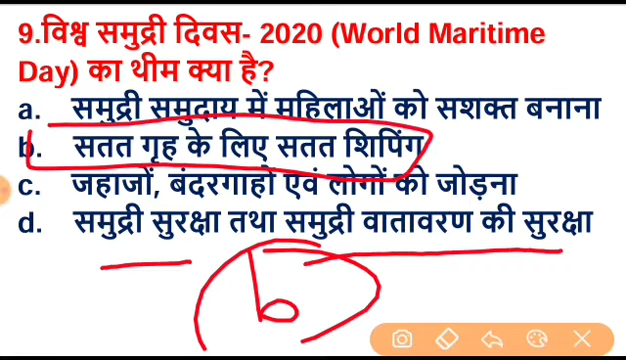 9.विश्व समुद्री दिवस- 2020 (World Maritime
Day) का थीम क्या है?
a. समुद्री समुदाय में महिलाओं को सशक्त बनाना
b. सतत गृह के लिए सतत शिपिंग
c. जहाजों, बंदरगाहों एवं लोगों को जोड़ना
d. समुद्री सुरक्षा तथा समुद्री वातावरण की सुरक्षा
b